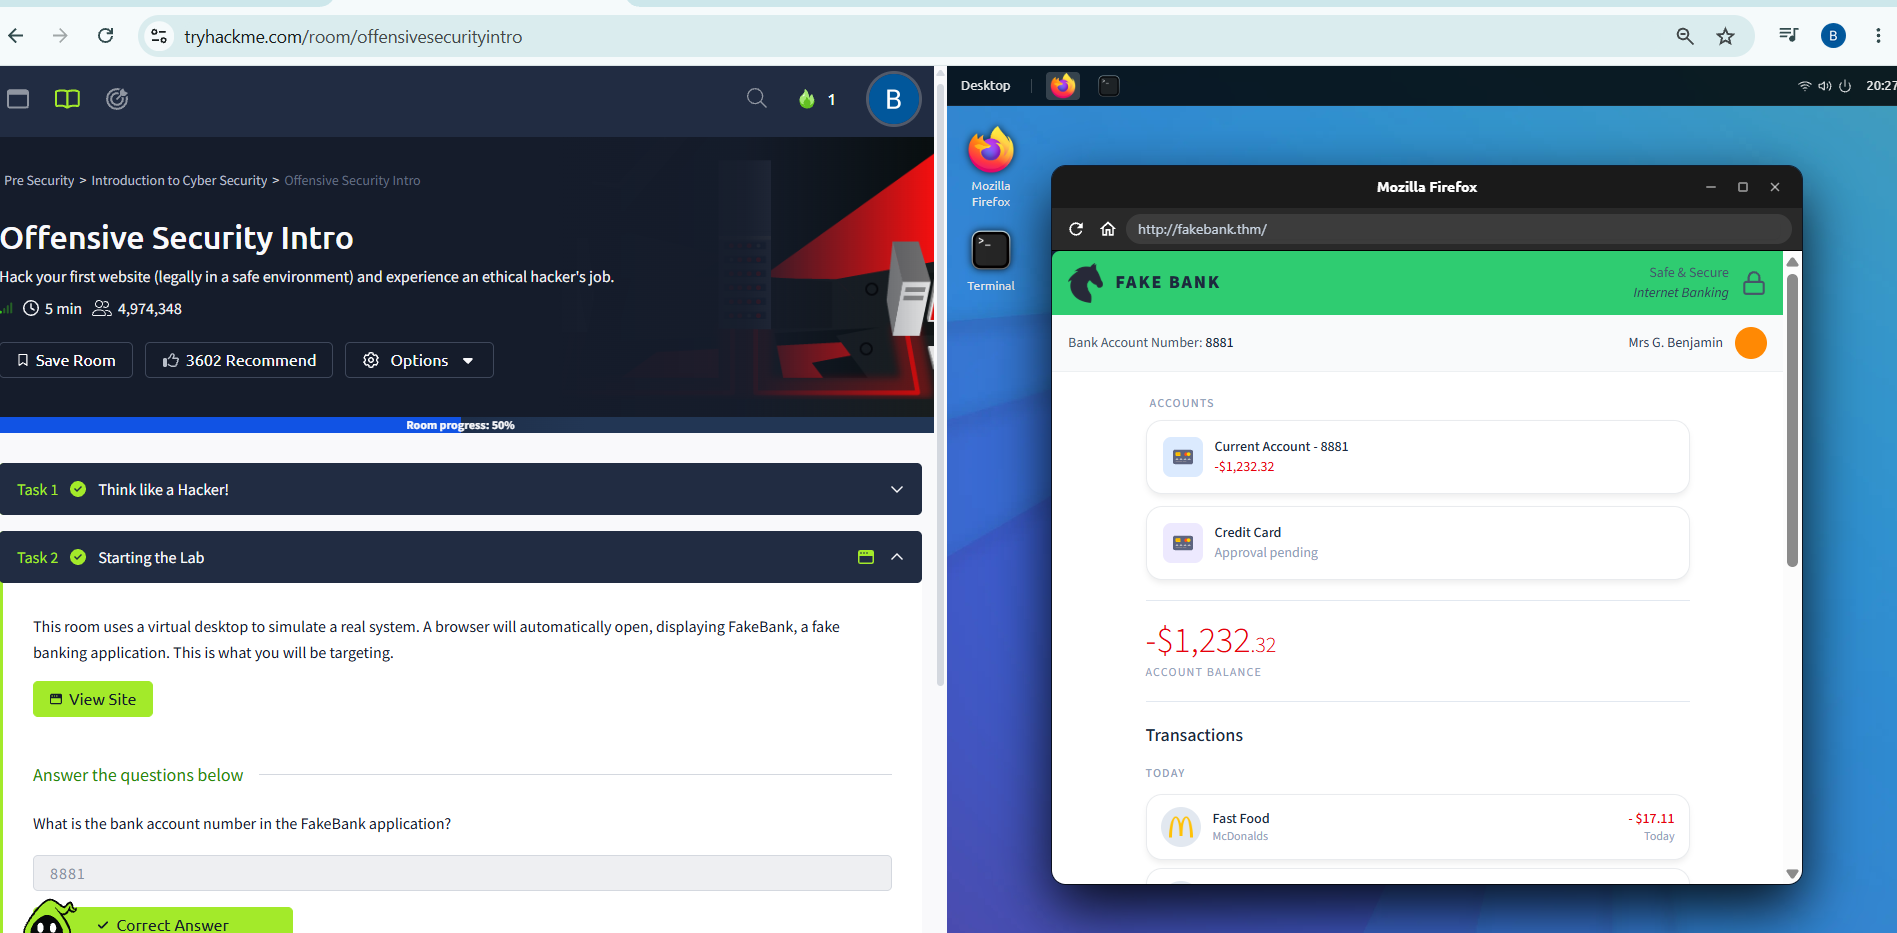 tryhackme.com/room/offensivesecurityintro
B
1
B
Pre Security > Introduction to Cyber Security > Offensive Security Intro
Offensive Security Intro
Hack your first website (legally in a safe environment) and experience an ethical hacker's job.
5 min 4,974,348
Save Room
3602 Recommend
Options
Room progress: 50%
Task 1 Think like a Hacker!
Task 2 Starting the Lab
This room uses a virtual desktop to simulate a real system. A browser will automatically open, displaying FakeBank, a fake
banking application. This is what you will be targeting.
View Site
Answer the questions below
What is the bank account number in the FakeBank application?
8881
Correct Answer
Desktop
20:27
Mozilla
Firefox
Terminal
Mozilla Firefox
http://fakebank.thm/
FAKE BANK
Safe & Secure
Internet Banking
Bank Account Number: 8881
Mrs G. Benjamin
ACCOUNTS
Current Account - 8881
-$1,232.32
Credit Card
Approval pending
-$1,232.32
ACCOUNT BALANCE
Transactions
TODAY
Fast Food
- $17.11
McDonalds
Today